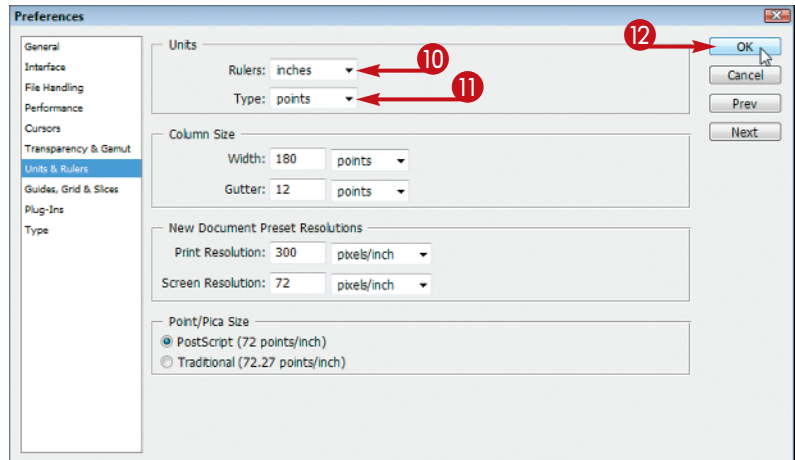 Preferences
General
Interface
File Handling
Performance
Cursors
Transparency & Gamut
Units & Rulers
Guides, Grid & Slices
Plug-Ins
Type
Units
Rulers: inches
10
Type: points
11
Column Size
Width: 180 points
Gutter: 12 points
New Document Preset Resolutions
Print Resolution: 300 pixels/inch
Screen Resolution: 72 pixels/inch
Point/Pica Size
PostScript (72 points/inch)
Traditional (72.27 points/inch)
12
OK
Cancel
Prev
Next